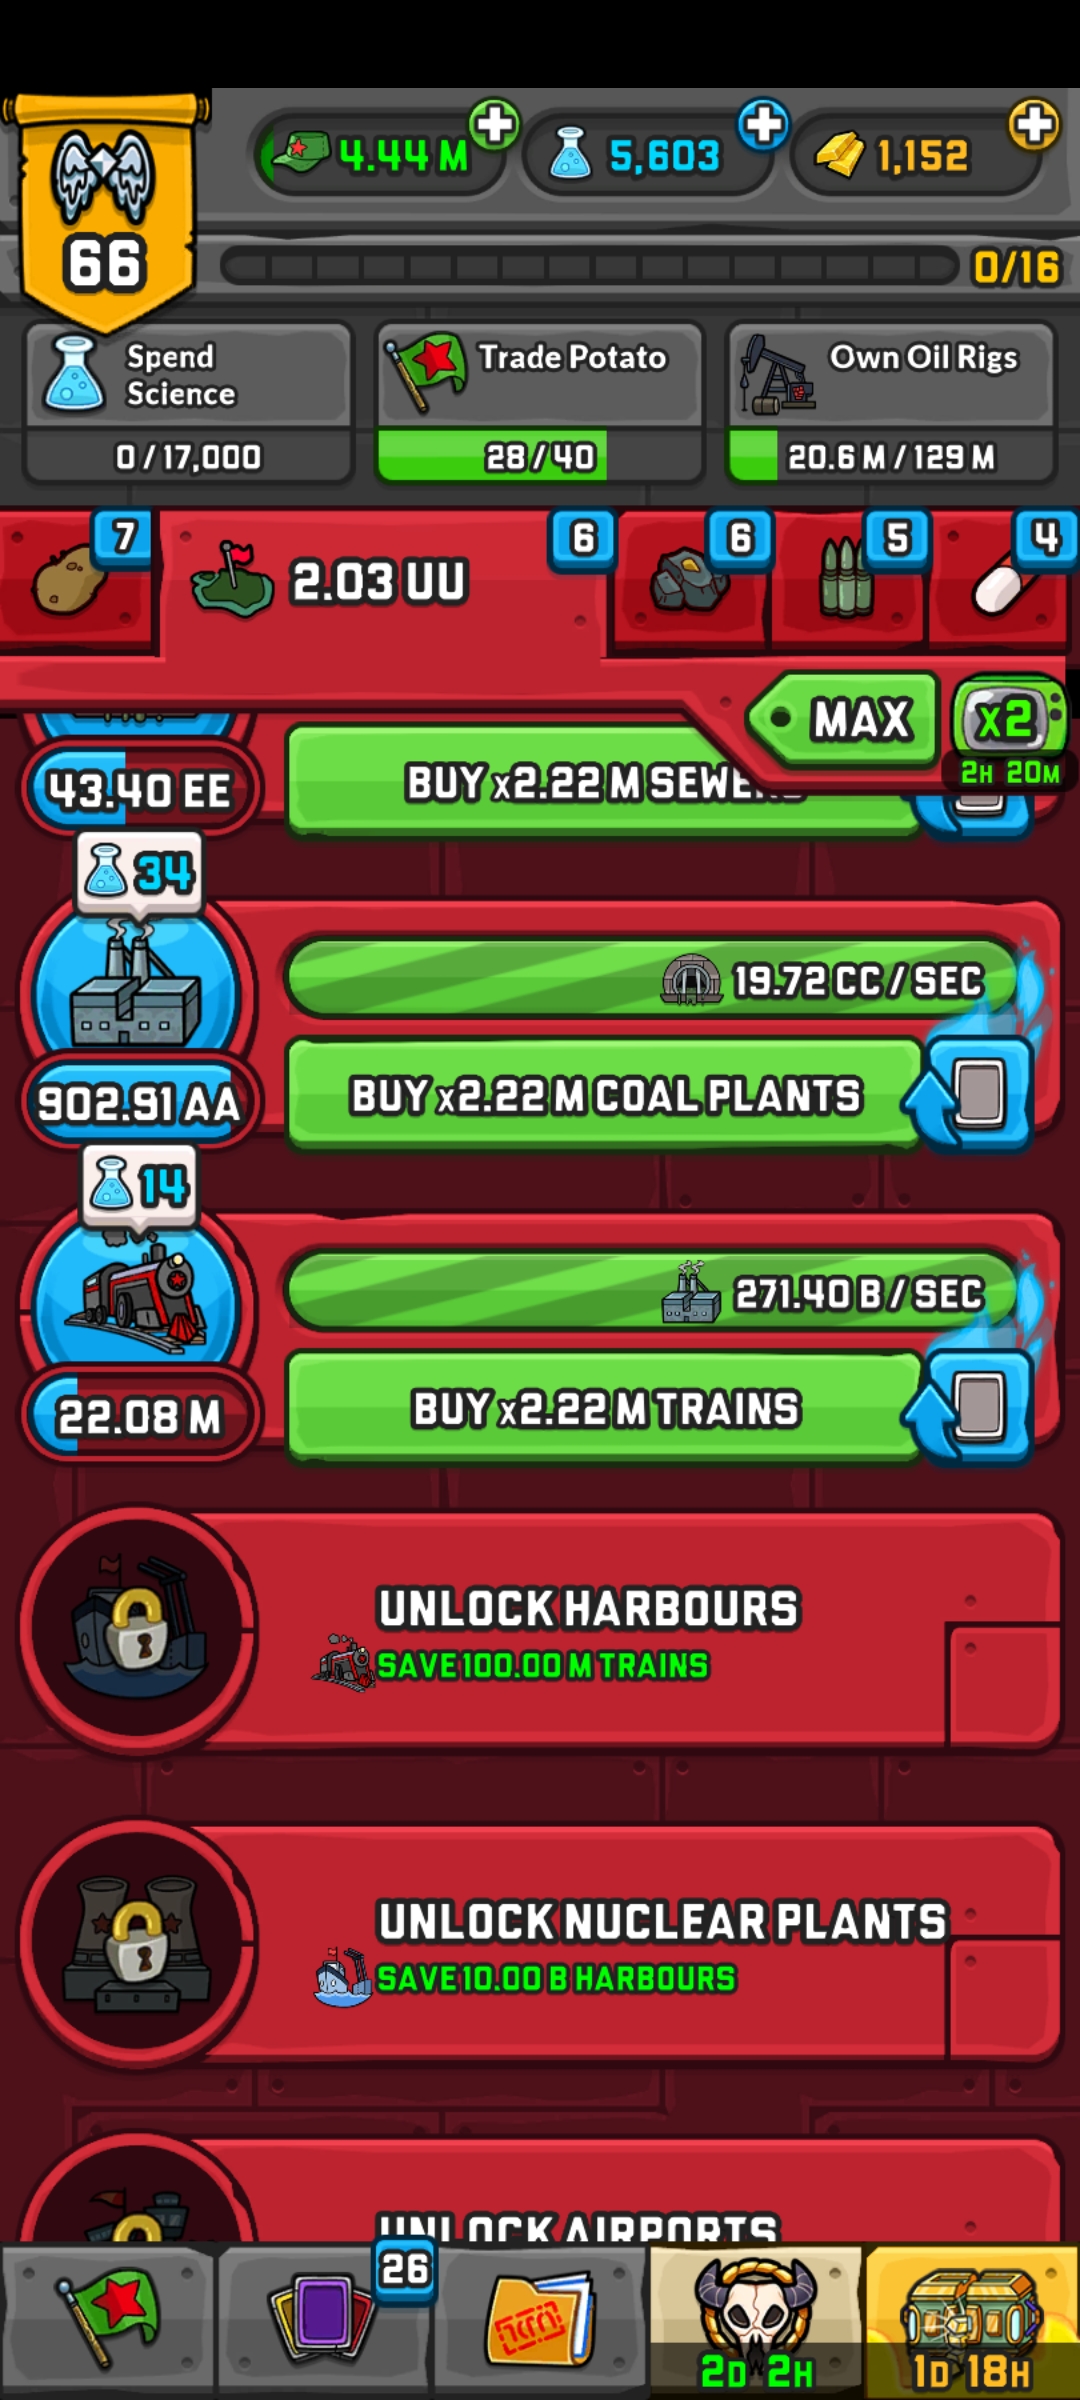 4.44 M
5,603
1,152
66
0/16
Spend
Science
0 / 17,000
Trade Potato
28 / 40
Own Oil Rigs
20.6 M / 129 M
7
2.03 UU
6
6
5
4
MAX
x2
2H 20M
43.40 EE
BUY x2.22 M SEWERS
34
19.72 CC / SEC
902.91 AA
BUY x2.22 M COAL PLANTS
14
271.40 B / SEC
22.08 M
BUY x2.22 M TRAINS
UNLOCK HARBOURS
SAVE 100.00 M TRAINS
UNLOCK NUCLEAR PLANTS
SAVE 10.00 B HARBOURS
UNLOCK AIRPORTS
26
2D 2H
1D 18H